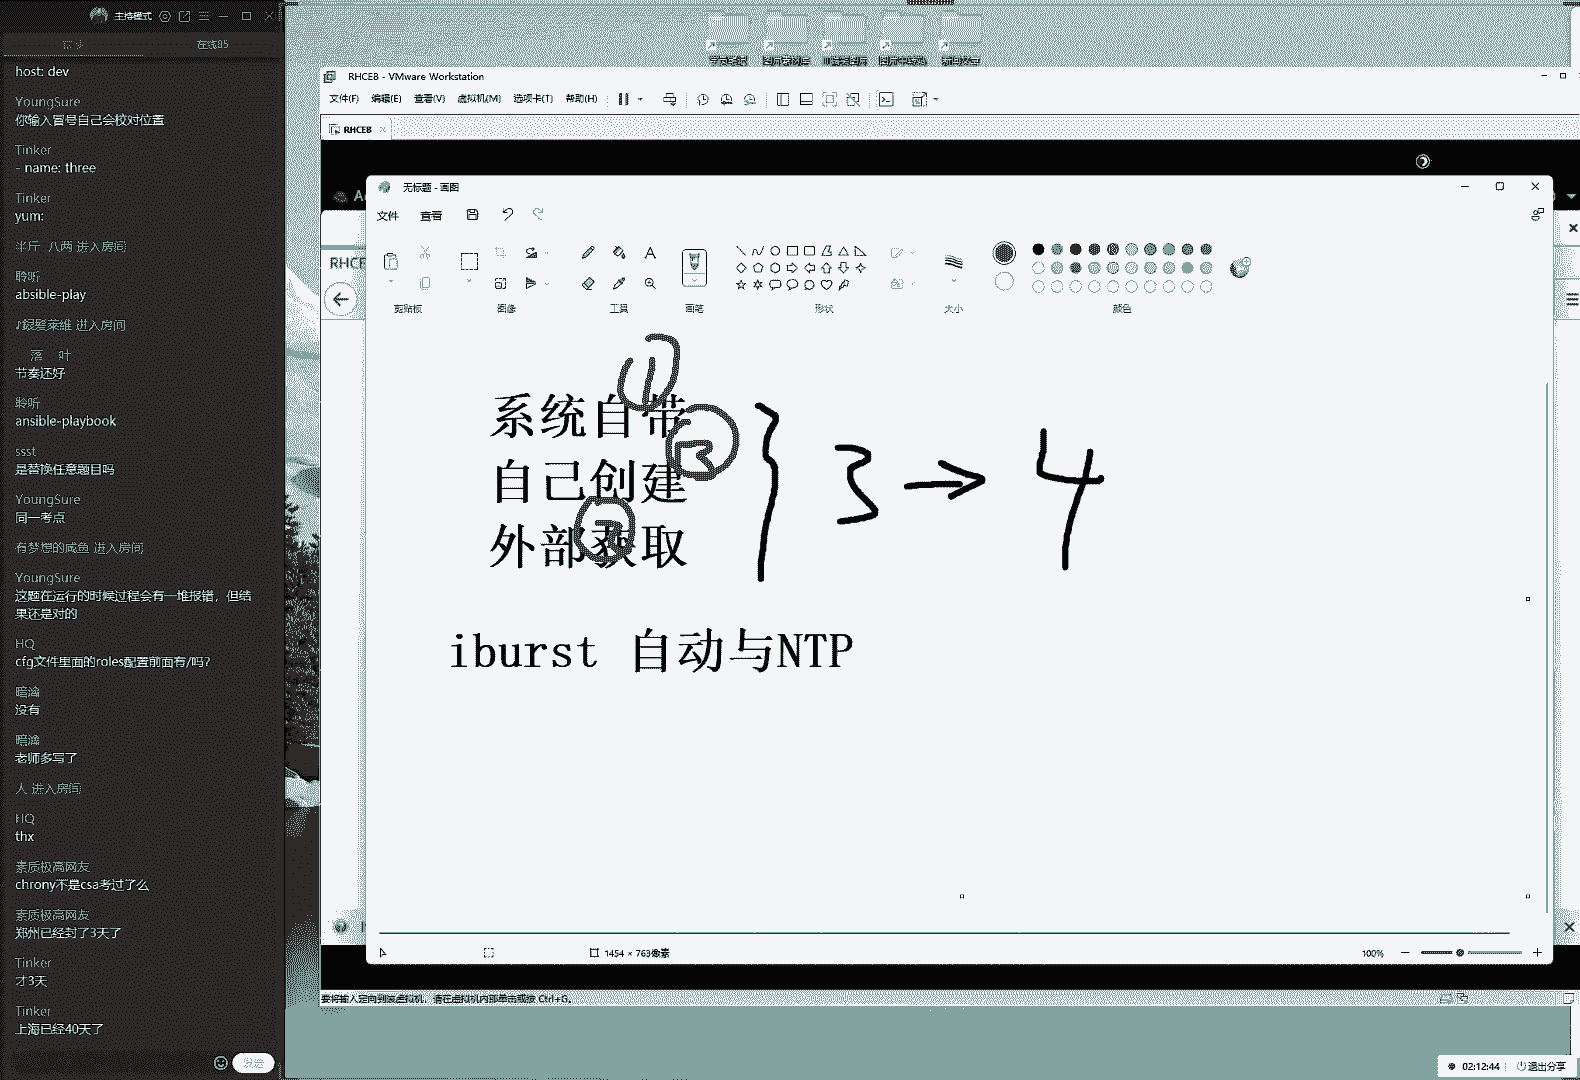 主持模式
在线85
host: dev
YoungSure
你输入冒号自己会校对位置
Tinker
- name: three
Tinker
yum:
半斤 八两 进入房间
聆听
absible-play
♪銀髮萊維 进入房间
落 叶
节奏还好
聆听
ansible-playbook
ssst
是替换任意题目吗
YoungSure
同一考点
有梦想的咸鱼 进入房间
YoungSure
这题在运行的时候过程会有一堆报错，但结
果还是对的
HQ
cfg文件里面的roles配置前面有/吗?
暗渝
没有
暗渝
老师多写了
人 进入房间
HQ
thx
素质极高网友
chrony不是csa考过了么
素质极高网友
郑州已经封了3天了
Tinker
才3天
Tinker
上海已经40天了
发送
RHCE8 - VMware Workstation
文件(F) 编辑(E) 查看(V) 虚拟机(M) 选项卡(T) 帮助(H)
RHCE8
无标题 - 画图
文件 查看
RHCE
剪贴板 图像 工具 画笔 形状 大小 颜色
系统自带 ①
自己创建 ③
外部获取 ②
3 → 4
iburst 自动与NTP
1454 × 763像素
100%
要将输入定向到该虚拟机，请在虚拟机内部单击或按 Ctrl+G。
02:12:44 退出分享